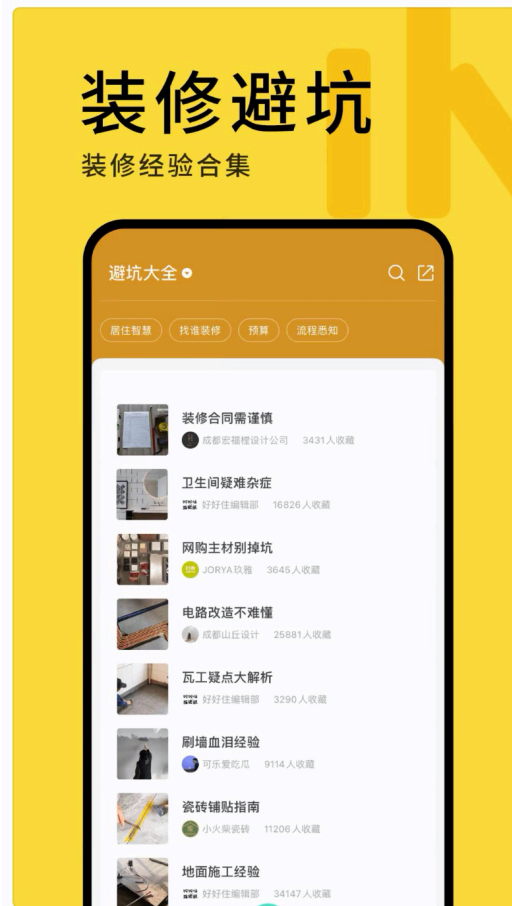 装修避坑
装修经验合集
避坑大全
居住智慧 找谁装修 预算 流程悉知
装修合同需谨慎
成都宏福樘设计公司 3431人收藏
卫生间疑难杂症
好好住编辑部 16826人收藏
网购主材别掉坑
JORYA玖雅 3645人收藏
电路改造不难懂
成都山丘设计 25881人收藏
瓦工疑点大解析
好好住编辑部 3290人收藏
刷墙血泪经验
可乐爱吃瓜 9114人收藏
瓷砖铺贴指南
小火柴瓷砖 11206人收藏
地面施工经验
好好住编辑部 34147人收藏